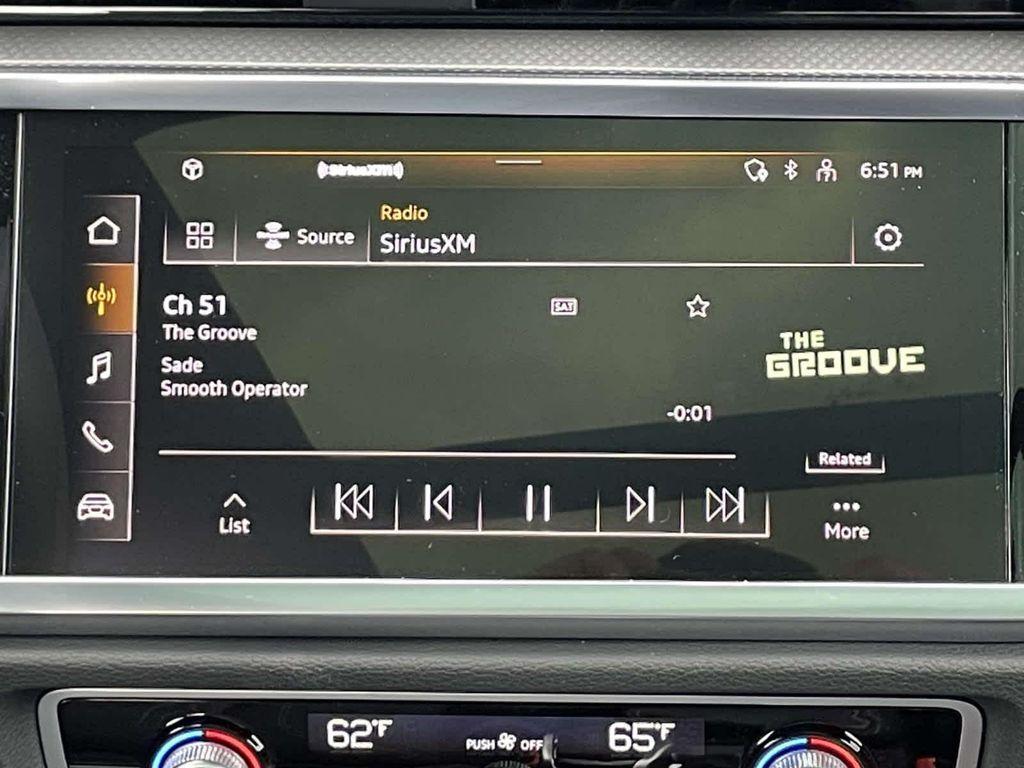 SiriusXM
6:51 PM
Radio
Source
SiriusXM
Ch 51
SAT
The Groove
THE
GROOVE
Sade
Smooth Operator
-0:01
Related
List
More
62°F
PUSH OFF
65°F